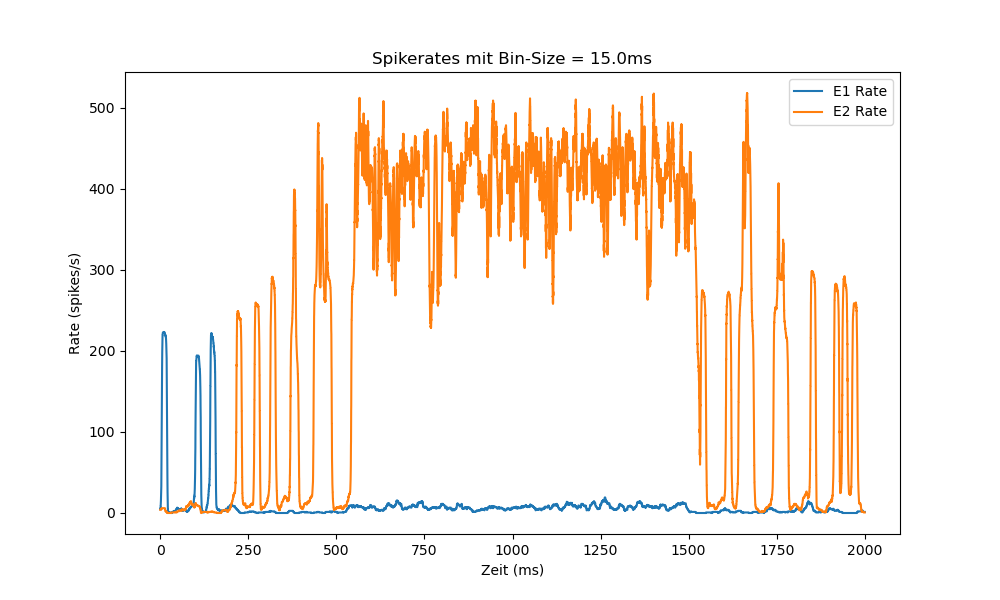 Spikerates mit Bin-Size = 15.0ms
E1 Rate
E2 Rate
Rate (spikes/s)
500
400
300
200
100
0
0 250 500 750 1000 1250 1500 1750 2000
Zeit (ms)